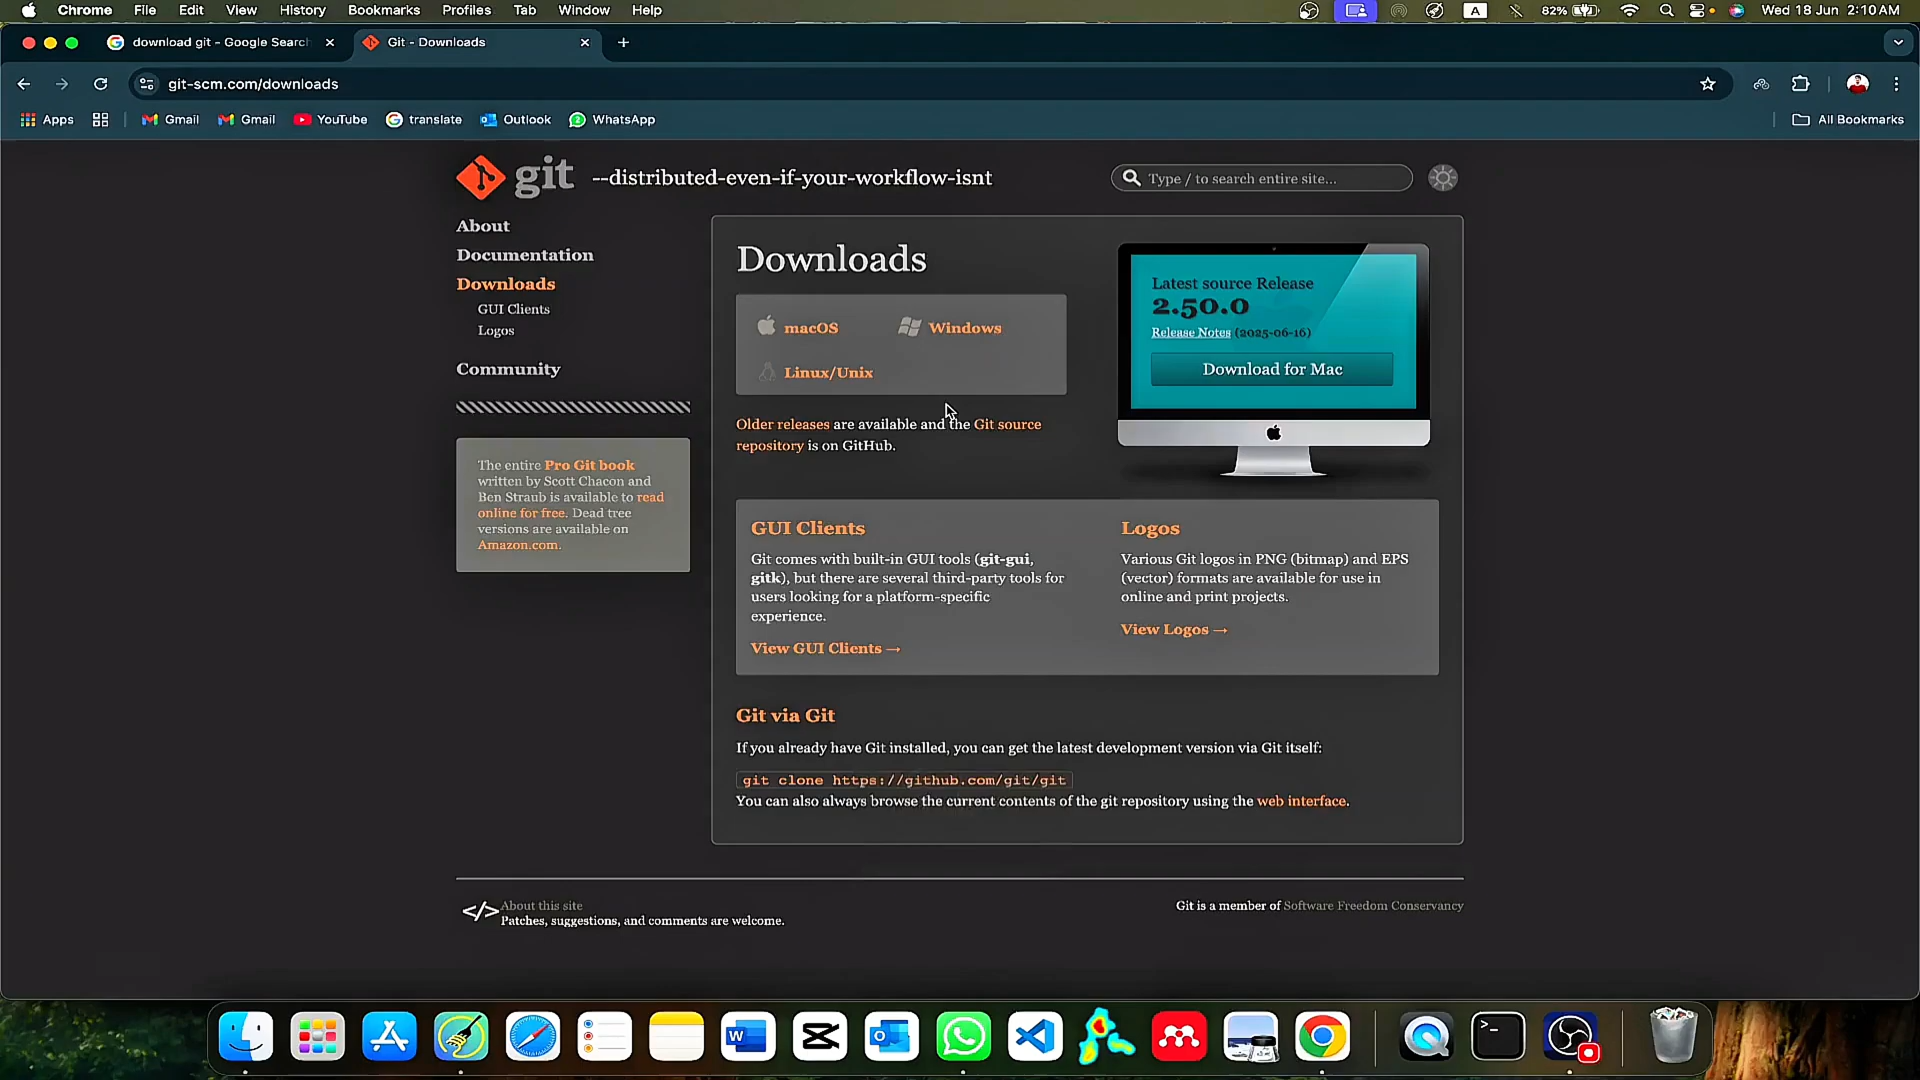 Chrome File Edit View History Bookmarks Profiles Tab Window Help
A 82% Wed 18 Jun 2:10 AM
download git - Google Search
Git - Downloads
git-scm.com/downloads
Apps Gmail Gmail YouTube translate Outlook WhatsApp All Bookmarks
git --distributed-even-if-your-workflow-isnt
Type / to search entire site...
About
Documentation
Downloads
GUI Clients
Logos
Community
The entire Pro Git book
written by Scott Chacon and
Ben Straub is available to read
online for free. Dead tree
versions are available on
Amazon.com.
Downloads
macOS Windows
Linux/Unix
Older releases are available and the Git source
repository is on GitHub.
Latest source Release
2.50.0
Release Notes (2025-06-16)
Download for Mac
GUI Clients
Git comes with built-in GUI tools (git-gui,
gitk), but there are several third-party tools for
users looking for a platform-specific
experience.
View GUI Clients →
Logos
Various Git logos in PNG (bitmap) and EPS
(vector) formats are available for use in
online and print projects.
View Logos →
Git via Git
If you already have Git installed, you can get the latest development version via Git itself:
git clone https://github.com/git/git
You can also always browse the current contents of the git repository using the web interface.
</> About this site
Patches, suggestions, and comments are welcome.
Git is a member of Software Freedom Conservancy